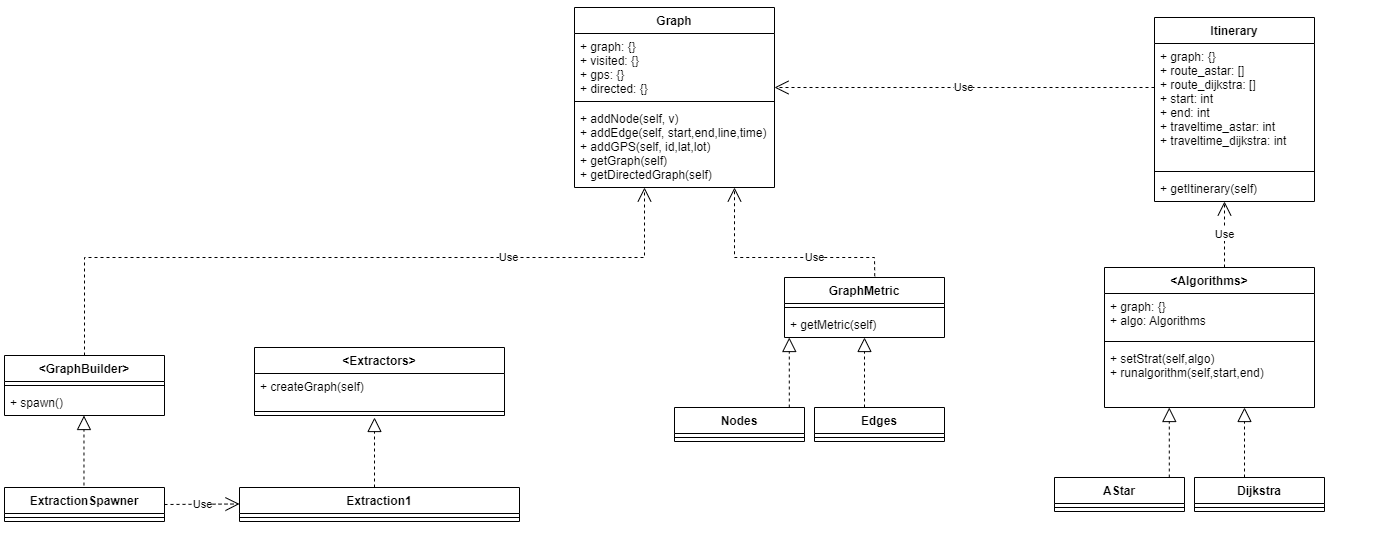 Graph
+ graph: {}
+ visited: {}
+ gps: {}
+ directed: {}
+ addNode(self, v)
+ addEdge(self, start,end,line,time)
+ addGPS(self, id,lat,lot)
+ getGraph(self)
+ getDirectedGraph(self)
Use
Itinerary
+ graph: {}
+ route_astar: []
+ route_dijkstra: []
+ start: int
+ end: int
+ traveltime_astar: int
+ traveltime_dijkstra: int
+ getItinerary(self)
Use
Use
Use
GraphMetric
+ getMetric(self)
<Algorithms>
+ graph: {}
+ algo: Algorithms
+ setStrat(self,algo)
+ runalgorithm(self,start,end)
<GraphBuilder>
+ spawn()
<Extractors>
+ createGraph(self)
Nodes
Edges
ExtractionSpawner
Use
Extraction1
AStar
Dijkstra